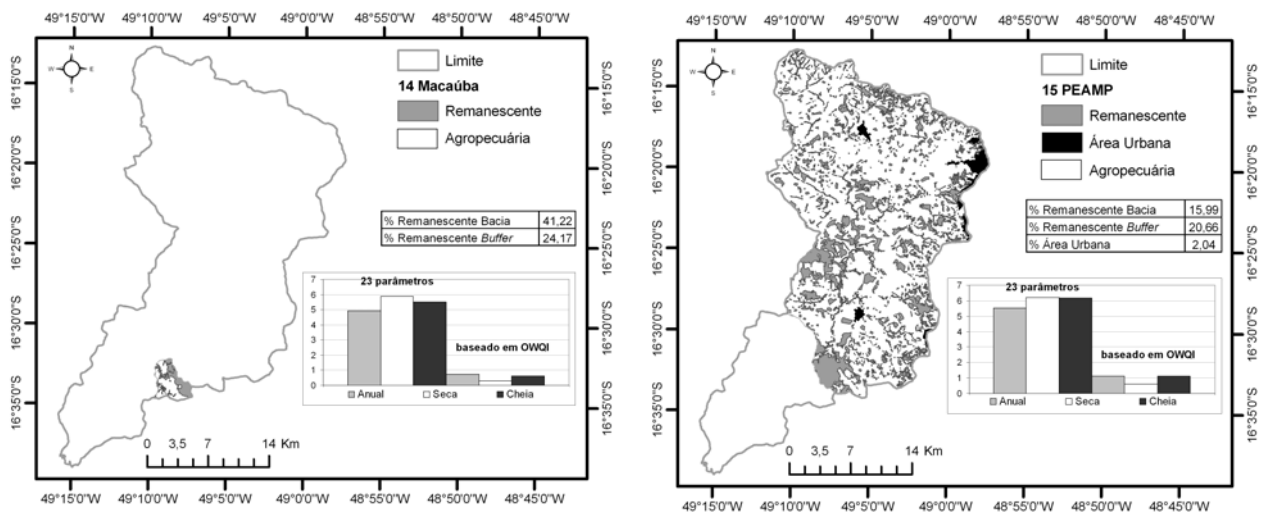 49°15'0"W 49°10'0"W 49°5'0"W 49°0'0"W 48°55'0"W 48°50'0"W 48°45'0"W
N
W E
S
Limite
14 Macaúba
Remanescente
Agropecuária
% Remanescente Bacia 41,22
% Remanescente Buffer 24,17
23 parâmetros
baseado em OWQI
7
6
5
4
3
2
1
0
Anual Seca Cheia
0 3,5 7 14 Km
16°15'0"S 16°15'0"S
16°20'0"S 16°20'0"S
16°25'0"S 16°25'0"S
16°30'0"S 16°30'0"S
16°35'0"S 16°35'0"S
49°15'0"W 49°10'0"W 49°5'0"W 49°0'0"W 48°55'0"W 48°50'0"W 48°45'0"W
49°15'0"W 49°10'0"W 49°5'0"W 49°0'0"W 48°55'0"W 48°50'0"W 48°45'0"W
N
W E
S
Limite
15 PEAMP
Remanescente
Área Urbana
Agropecuária
% Remanescente Bacia 15,99
% Remanescente Buffer 20,66
% Área Urbana 2,04
23 parâmetros
baseado em OWQI
7
6
5
4
3
2
1
0
Anual Seca Cheia
0 3,5 7 14 Km
16°15'0"S 16°15'0"S
16°20'0"S 16°20'0"S
16°25'0"S 16°25'0"S
16°30'0"S 16°30'0"S
16°35'0"S 16°35'0"S
49°15'0"W 49°10'0"W 49°5'0"W 49°0'0"W 48°55'0"W 48°50'0"W 48°45'0"W